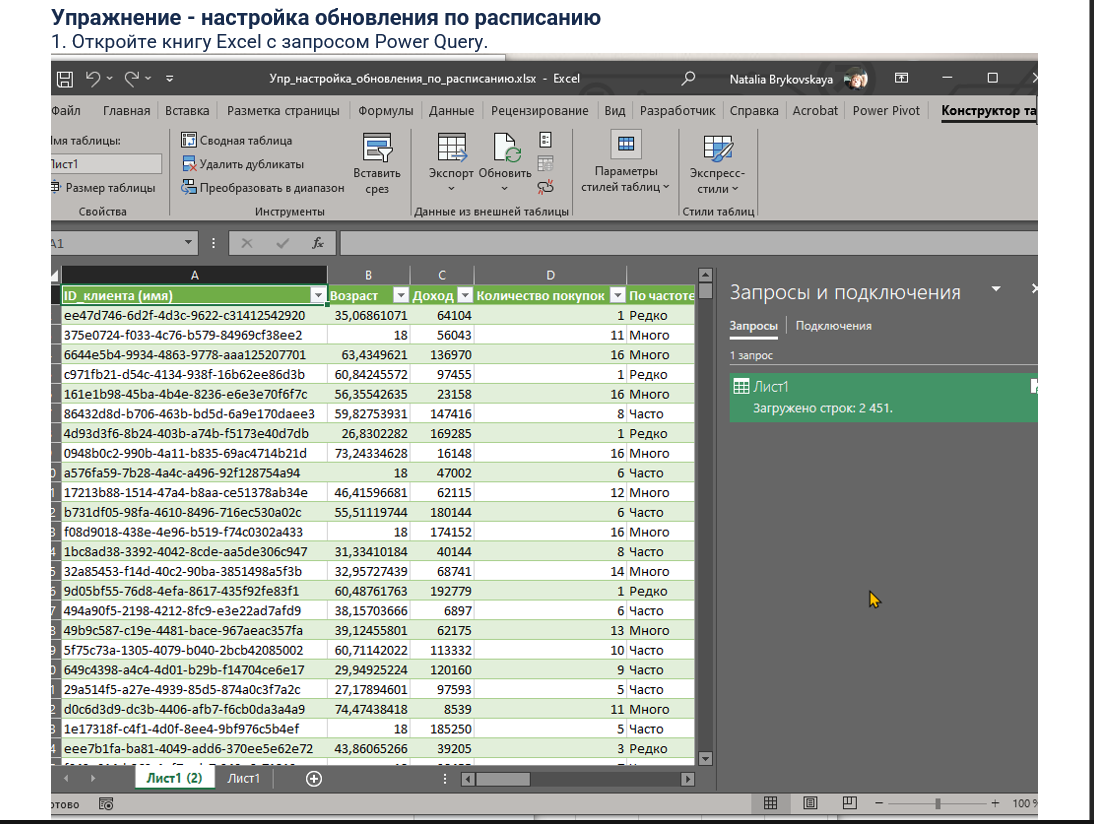 Упражнение - настройка обновления по расписанию
1. Откройте книгу Excel с запросом Power Query.
Упр_настройка_обновления_по_расписанию.xlsx - Excel
Natalia Brykovskaya
Файл Главная Вставка Разметка страницы Формулы Данные Рецензирование Вид Разработчик Справка Acrobat Power Pivot Конструктор та
Имя таблицы:
Лист1
Размер таблицы
Свойства
Сводная таблица
Удалить дубликаты
Преобразовать в диапазон
Инструменты
Вставить
срез
Экспорт Обновить
Данные из внешней таблицы
Параметры
стилей таблиц
Экспресс-
стили
Стили таблиц
A1
fx
A B C D
ID_клиента (имя) Возраст Доход Количество покупок По частоте
ee47d746-6d2f-4d3c-9622-c31412542920 35,06861071 64104 1 Редко
375e0724-f033-4c76-b579-84969cf38ee2 18 56043 11 Много
6644e5b4-9934-4863-9778-aaa125207701 63,4349621 136970 16 Много
c971fb21-d54c-4134-938f-16b62ee86d3b 60,84245572 97455 1 Редко
161e1b98-45ba-4b4e-8236-e6e3e70f6f7c 56,35542635 23158 16 Много
86432d8d-b706-463b-bd5d-6a9e170daee3 59,82753931 147416 8 Часто
4d93d3f6-8b24-403b-a74b-f5173e40d7db 26,8302282 169285 1 Редко
0948b0c2-990b-4a11-b835-69ac4714b21d 73,24334628 16148 16 Много
a576fa59-7b28-4a4c-a496-92f128754a94 18 47002 6 Часто
17213b88-1514-47a4-b8aa-ce51378ab34e 46,41596681 62115 12 Много
b731df05-98fa-4610-8496-716ec530a02c 55,51119744 180144 6 Часто
f08d9018-438e-4e96-b519-f74c0302a433 18 174152 16 Много
1bc8ad38-3392-4042-8cde-aa5de306c947 31,33410184 40144 8 Часто
32a85453-f14d-40c2-90ba-3851498a5f3b 32,95727439 68741 14 Много
9d05bf55-76d8-4efa-8617-435f92fe83f1 60,48761763 192779 1 Редко
494a90f5-2198-4212-8fc9-e3e22ad7afd9 38,15703666 6897 6 Часто
49b9c587-c19e-4481-bace-967aeac357fa 39,12455801 62175 13 Много
5f75c73a-1305-4079-b040-2bcb42085002 60,71142022 113332 10 Часто
649c4398-a4c4-4d01-b29b-f14704ce6e17 29,94925224 120160 9 Часто
29a514f5-a27e-4939-85d5-874a0c3f7a2c 27,17894601 97593 5 Часто
d0c6d3d9-dc3b-4406-afb7-f6cb0da3a4a9 74,47438418 8539 11 Много
1e17318f-c4f1-4d0f-8ee4-9bf976c5b4ef 18 185250 5 Часто
eee7b1fa-ba81-4049-add6-370ee5e62e72 43,86065266 39205 3 Редко
Запросы и подключения
Запросы Подключения
1 запрос
Лист1
Загружено строк: 2 451.
Лист1 (2) Лист1
отово
100 %